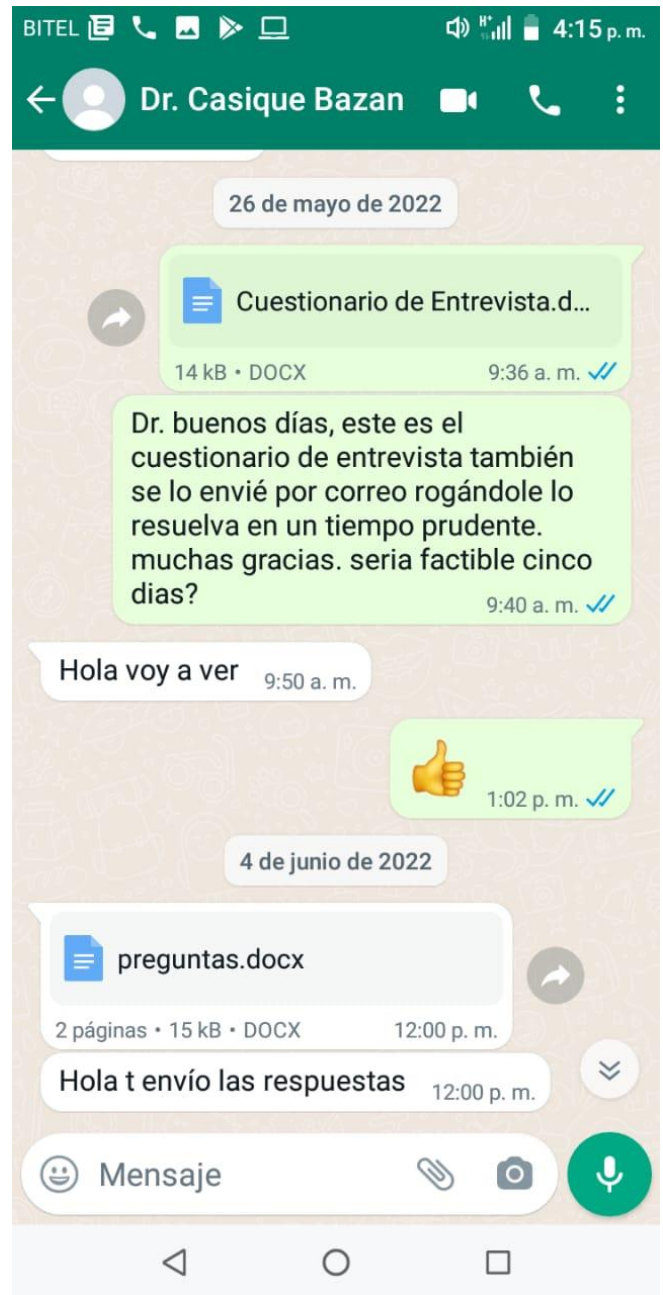 BITEL 4:15 p. m.
Dr. Casique Bazan
26 de mayo de 2022
Cuestionario de Entrevista.d...
14 kB • DOCX 9:36 a. m.
Dr. buenos días, este es el
cuestionario de entrevista también
se lo envié por correo rogándole lo
resuelva en un tiempo prudente.
muchas gracias. seria factible cinco
dias?
9:40 a. m.
Hola voy a ver 9:50 a. m.
1:02 p. m.
4 de junio de 2022
preguntas.docx
2 páginas • 15 kB • DOCX 12:00 p. m.
Hola t envío las respuestas 12:00 p. m.
Mensaje